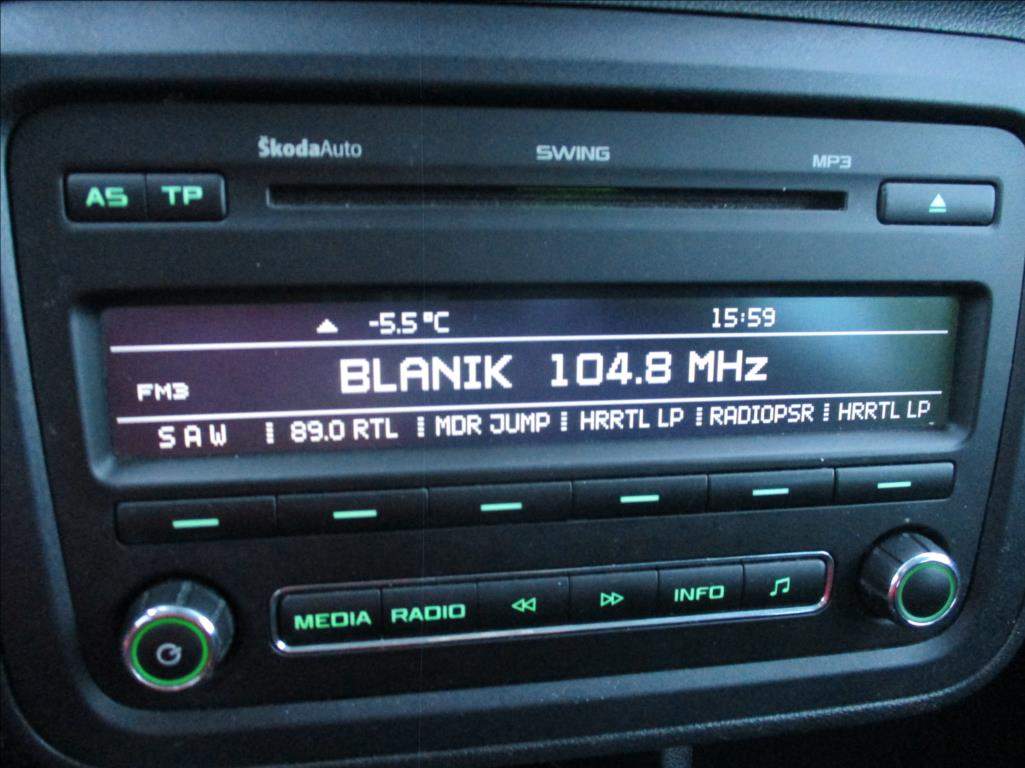 ŠkodaAuto SWING MP3
AS TP
-5.5°C 15:59
FM3 BLANIK 104.8 MHz
SAW 89.0 RTL MDR JUMP HRRTL LP RADIOPSR HRRTL LP
MEDIA RADIO INFO